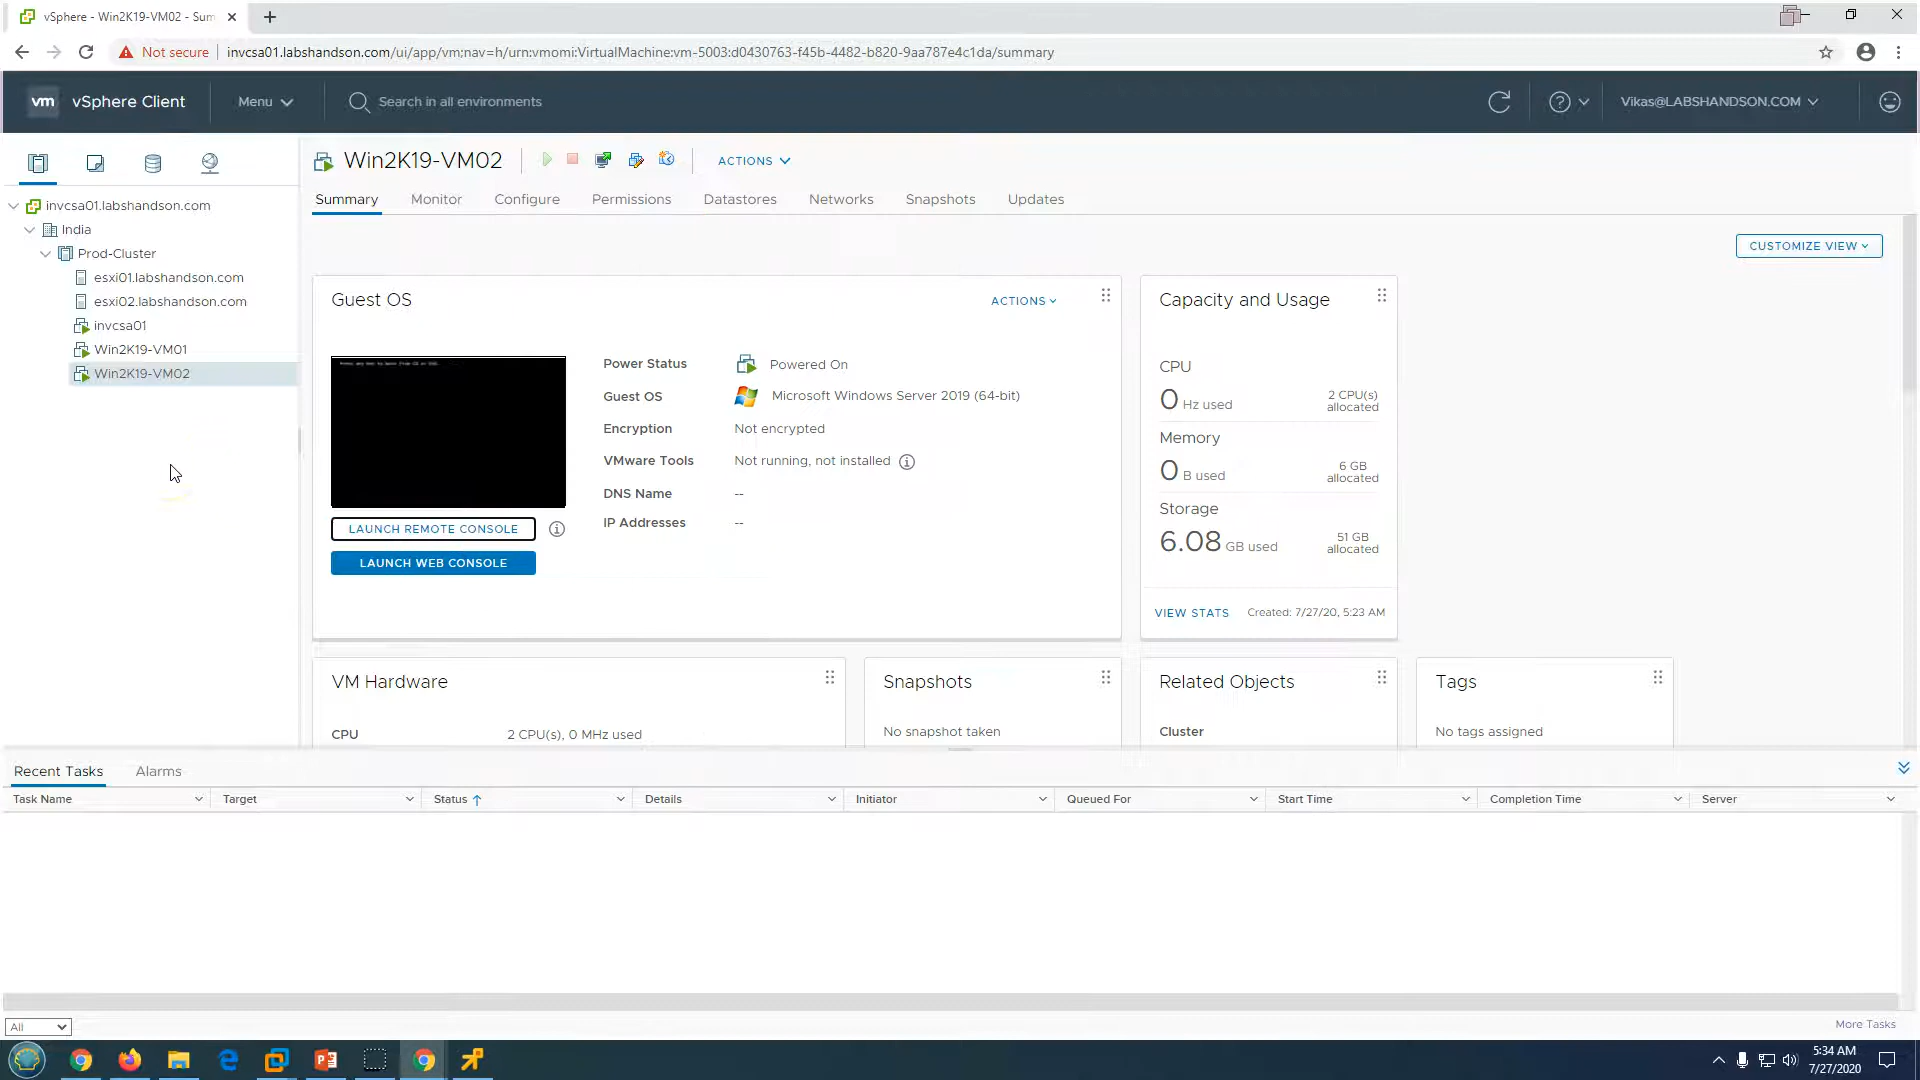 vSphere - Win2K19-VM02 - Sum
Not secure
invcsa01.labshandson.com/ui/app/vm;nav=h/urn:vmomi:VirtualMachine:vm-5003:d0430763-f45b-4482-b820-9aa787e4c1da/summary
vm vSphere Client
Menu
Search in all environments
Vikas@LABSHANDSON.COM
invcsa01.labshandson.com
India
Prod-Cluster
esxi01.labshandson.com
esxi02.labshandson.com
invcsa01
Win2K19-VM01
Win2K19-VM02
Win2K19-VM02
ACTIONS
Summary Monitor Configure Permissions Datastores Networks Snapshots Updates
CUSTOMIZE VIEW
Guest OS
ACTIONS
LAUNCH REMOTE CONSOLE
LAUNCH WEB CONSOLE
Power Status Powered On
Guest OS Microsoft Windows Server 2019 (64-bit)
Encryption Not encrypted
VMware Tools Not running, not installed
DNS Name --
IP Addresses --
Capacity and Usage
CPU
0 Hz used 2 CPU(s) allocated
Memory
0 B used 6 GB allocated
Storage
6.08 GB used 51 GB allocated
VIEW STATS Created: 7/27/20, 5:23 AM
VM Hardware
CPU 2 CPU(s), 0 MHz used
Snapshots
No snapshot taken
Related Objects
Cluster
Tags
No tags assigned
Recent Tasks Alarms
Task Name Target Status Details Initiator Queued For Start Time Completion Time Server
All
More Tasks
5:34 AM
7/27/2020